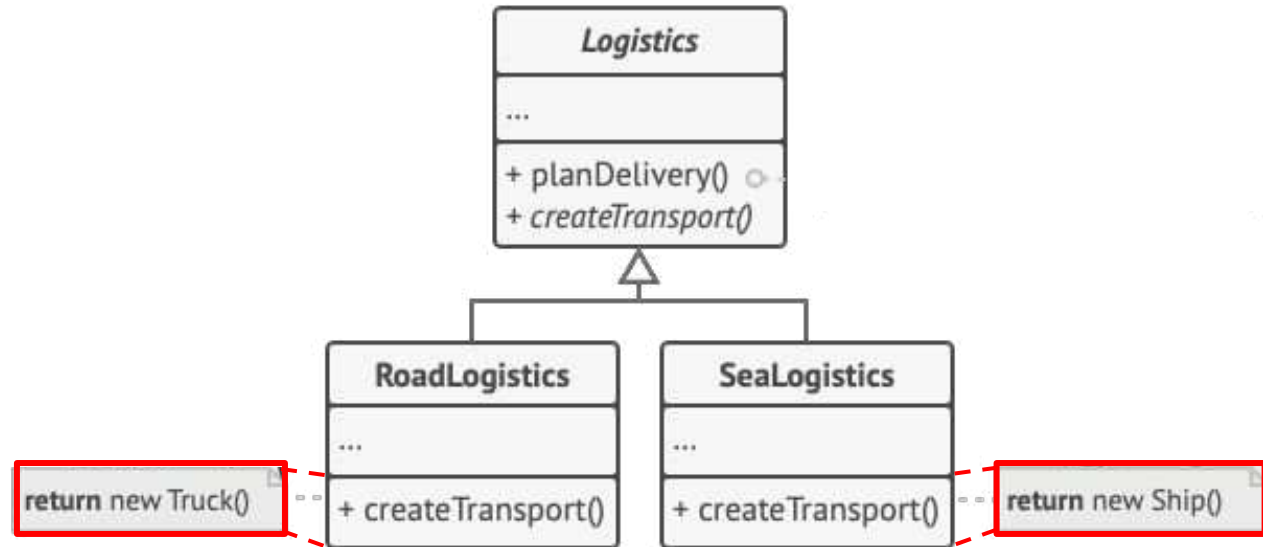 Logistics
...
+ planDelivery()
+ createTransport()
RoadLogistics
...
+ createTransport()
SeaLogistics
...
+ createTransport()
return new Truck()
return new Ship()